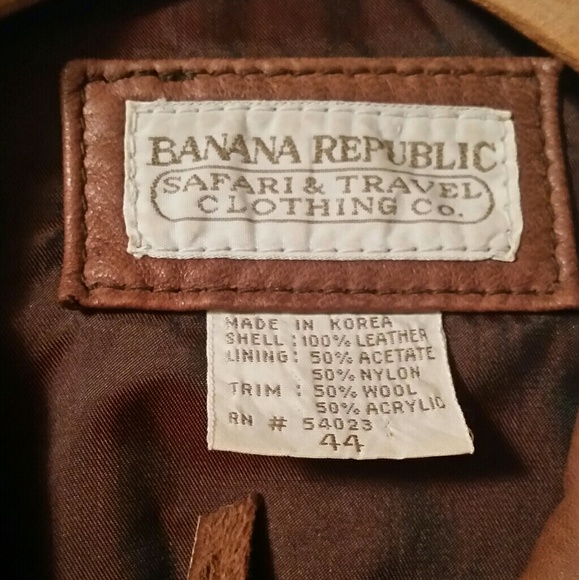 BANANA REPUBLIC
SAFARI & TRAVEL
CLOTHING CO.
MADE IN KOREA
SHELL : 100% LEATHER
LINING : 50% ACETATE
50% NYLON
TRIM : 50% WOOL
50% ACRYLIC
RN # 54023
44